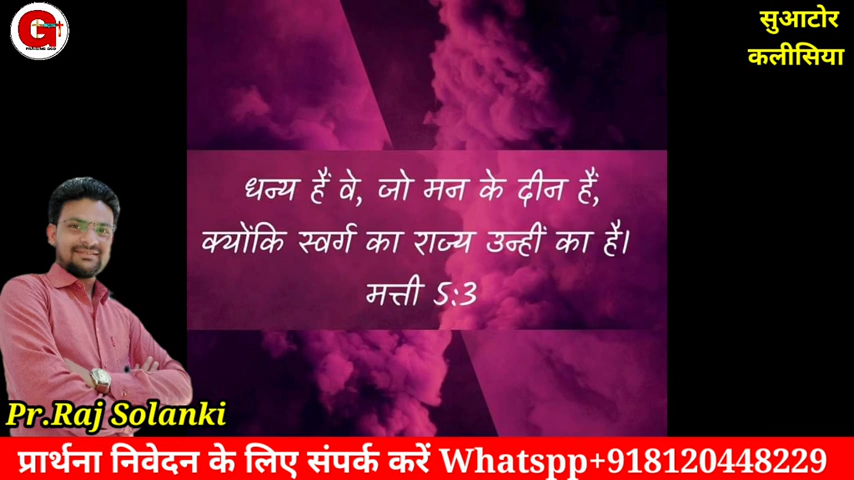 सुआटोर
कलीसिया
धन्य हैं वे, जो मन के दीन हैं,
क्योंकि स्वर्ग का राज्य उन्हीं का है।
मत्ती 5:3
Pr.Raj Solanki
प्रार्थना निवेदन के लिए संपर्क करें Whatspp+918120448229